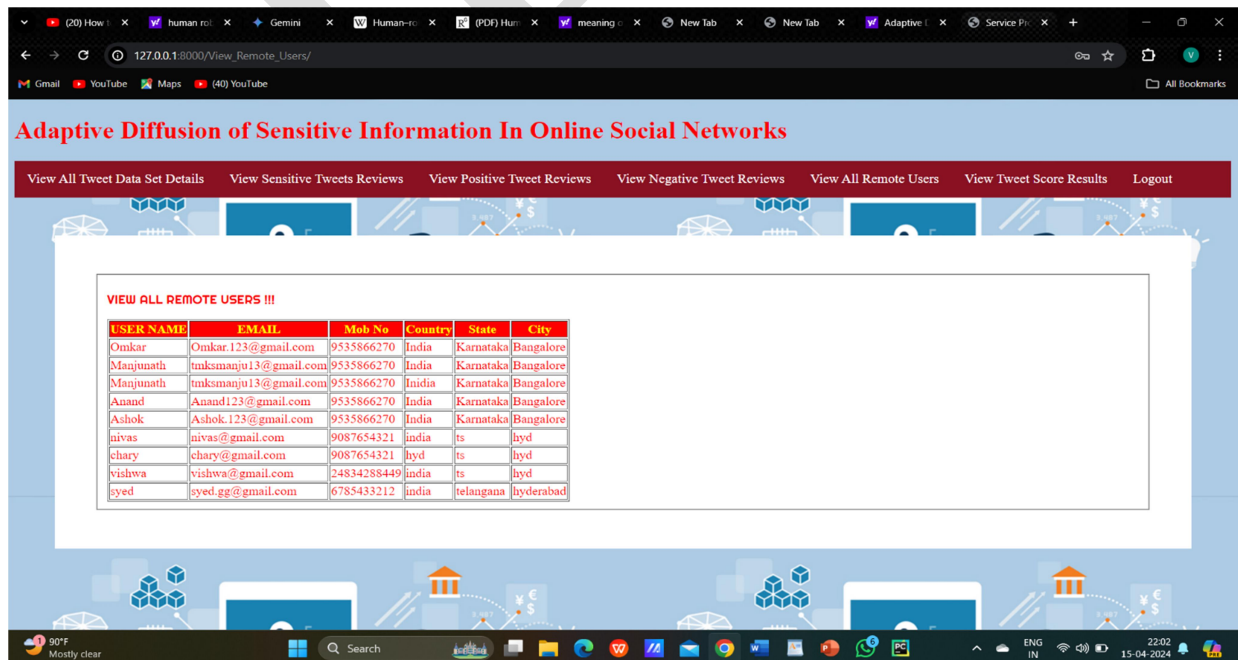 (20) How t
human rob
Gemini
Human–ro
(PDF) Hum
meaning o
New Tab
New Tab
Adaptive D
Service Pro
127.0.0.1:8000/View_Remote_Users/
Gmail YouTube Maps (40) YouTube All Bookmarks
Adaptive Diffusion of Sensitive Information In Online Social Networks
View All Tweet Data Set Details View Sensitive Tweets Reviews View Positive Tweet Reviews View Negative Tweet Reviews View All Remote Users View Tweet Score Results Logout
VIEW ALL REMOTE USERS !!!
USER NAME EMAIL Mob No Country State City
Omkar Omkar.123@gmail.com 9535866270 India Karnataka Bangalore
Manjunath tmksmanju13@gmail.com 9535866270 India Karnataka Bangalore
Manjunath tmksmanju13@gmail.com 9535866270 Inidia Karnataka Bangalore
Anand Anand123@gmail.com 9535866270 India Karnataka Bangalore
Ashok Ashok.123@gmail.com 9535866270 India Karnataka Bangalore
nivas nivas@gmail.com 9087654321 india ts hyd
chary chary@gmail.com 9087654321 hyd ts hyd
vishwa vishwa@gmail.com 24834288449 india ts hyd
syed syed.gg@gmail.com 6785433212 india telangana hyderabad
90°F
Mostly clear
Search
ENG
IN
22:02
15-04-2024